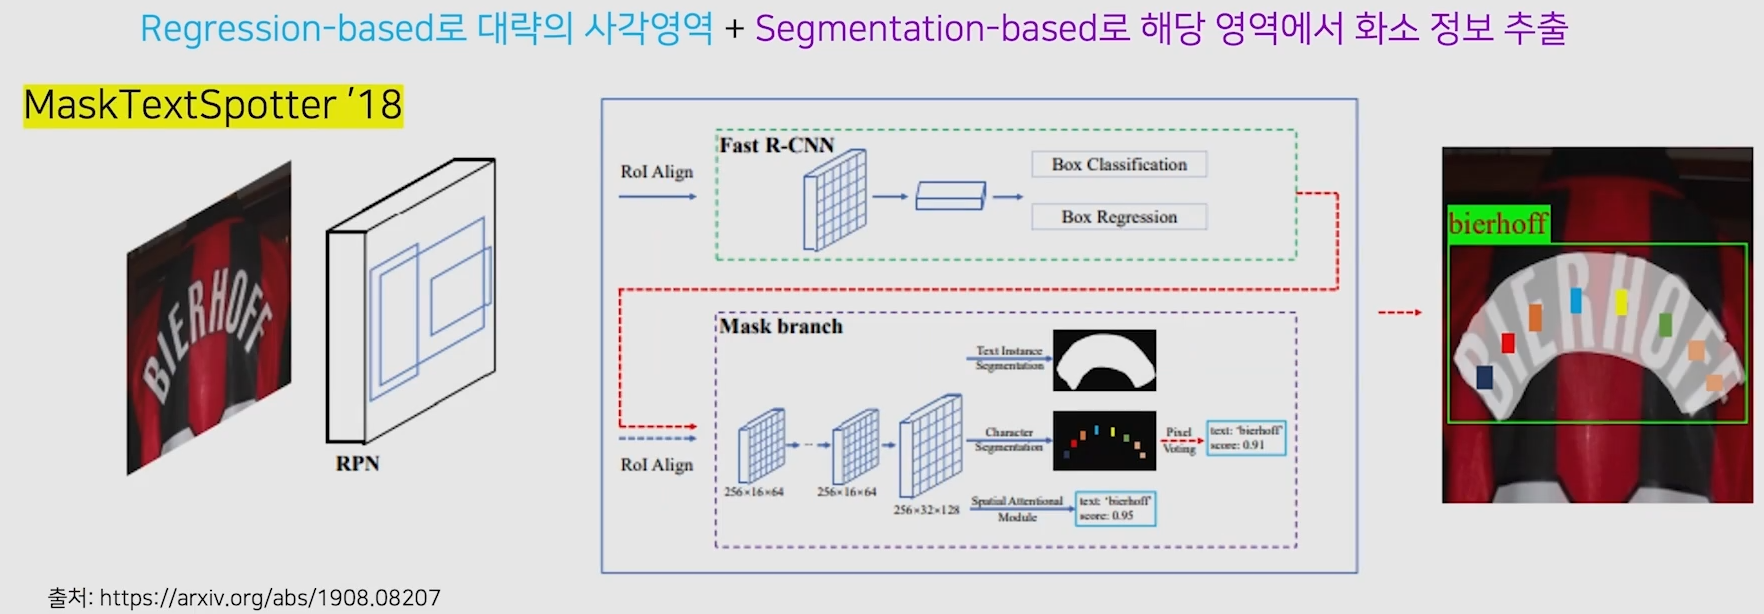 Regression-based로 대략의 사각영역 + Segmentation-based로 해당 영역에서 화소 정보 추출
MaskTextSpotter ’18
BIERHOFF
RPN
RoI Align
Fast R-CNN
Box Classification
Box Regression
RoI Align
Mask branch
256×16×64
...
256×16×64
256×32×128
Text Instance
Segmentation
Character
Segmentation
Pixel
Voting
text: ‘bierhoff’
score: 0.91
Spatial Attentional
Module
text: ‘bierhoff’
score: 0.95
bierhoff
BIERHOFF
출처: https://arxiv.org/abs/1908.08207